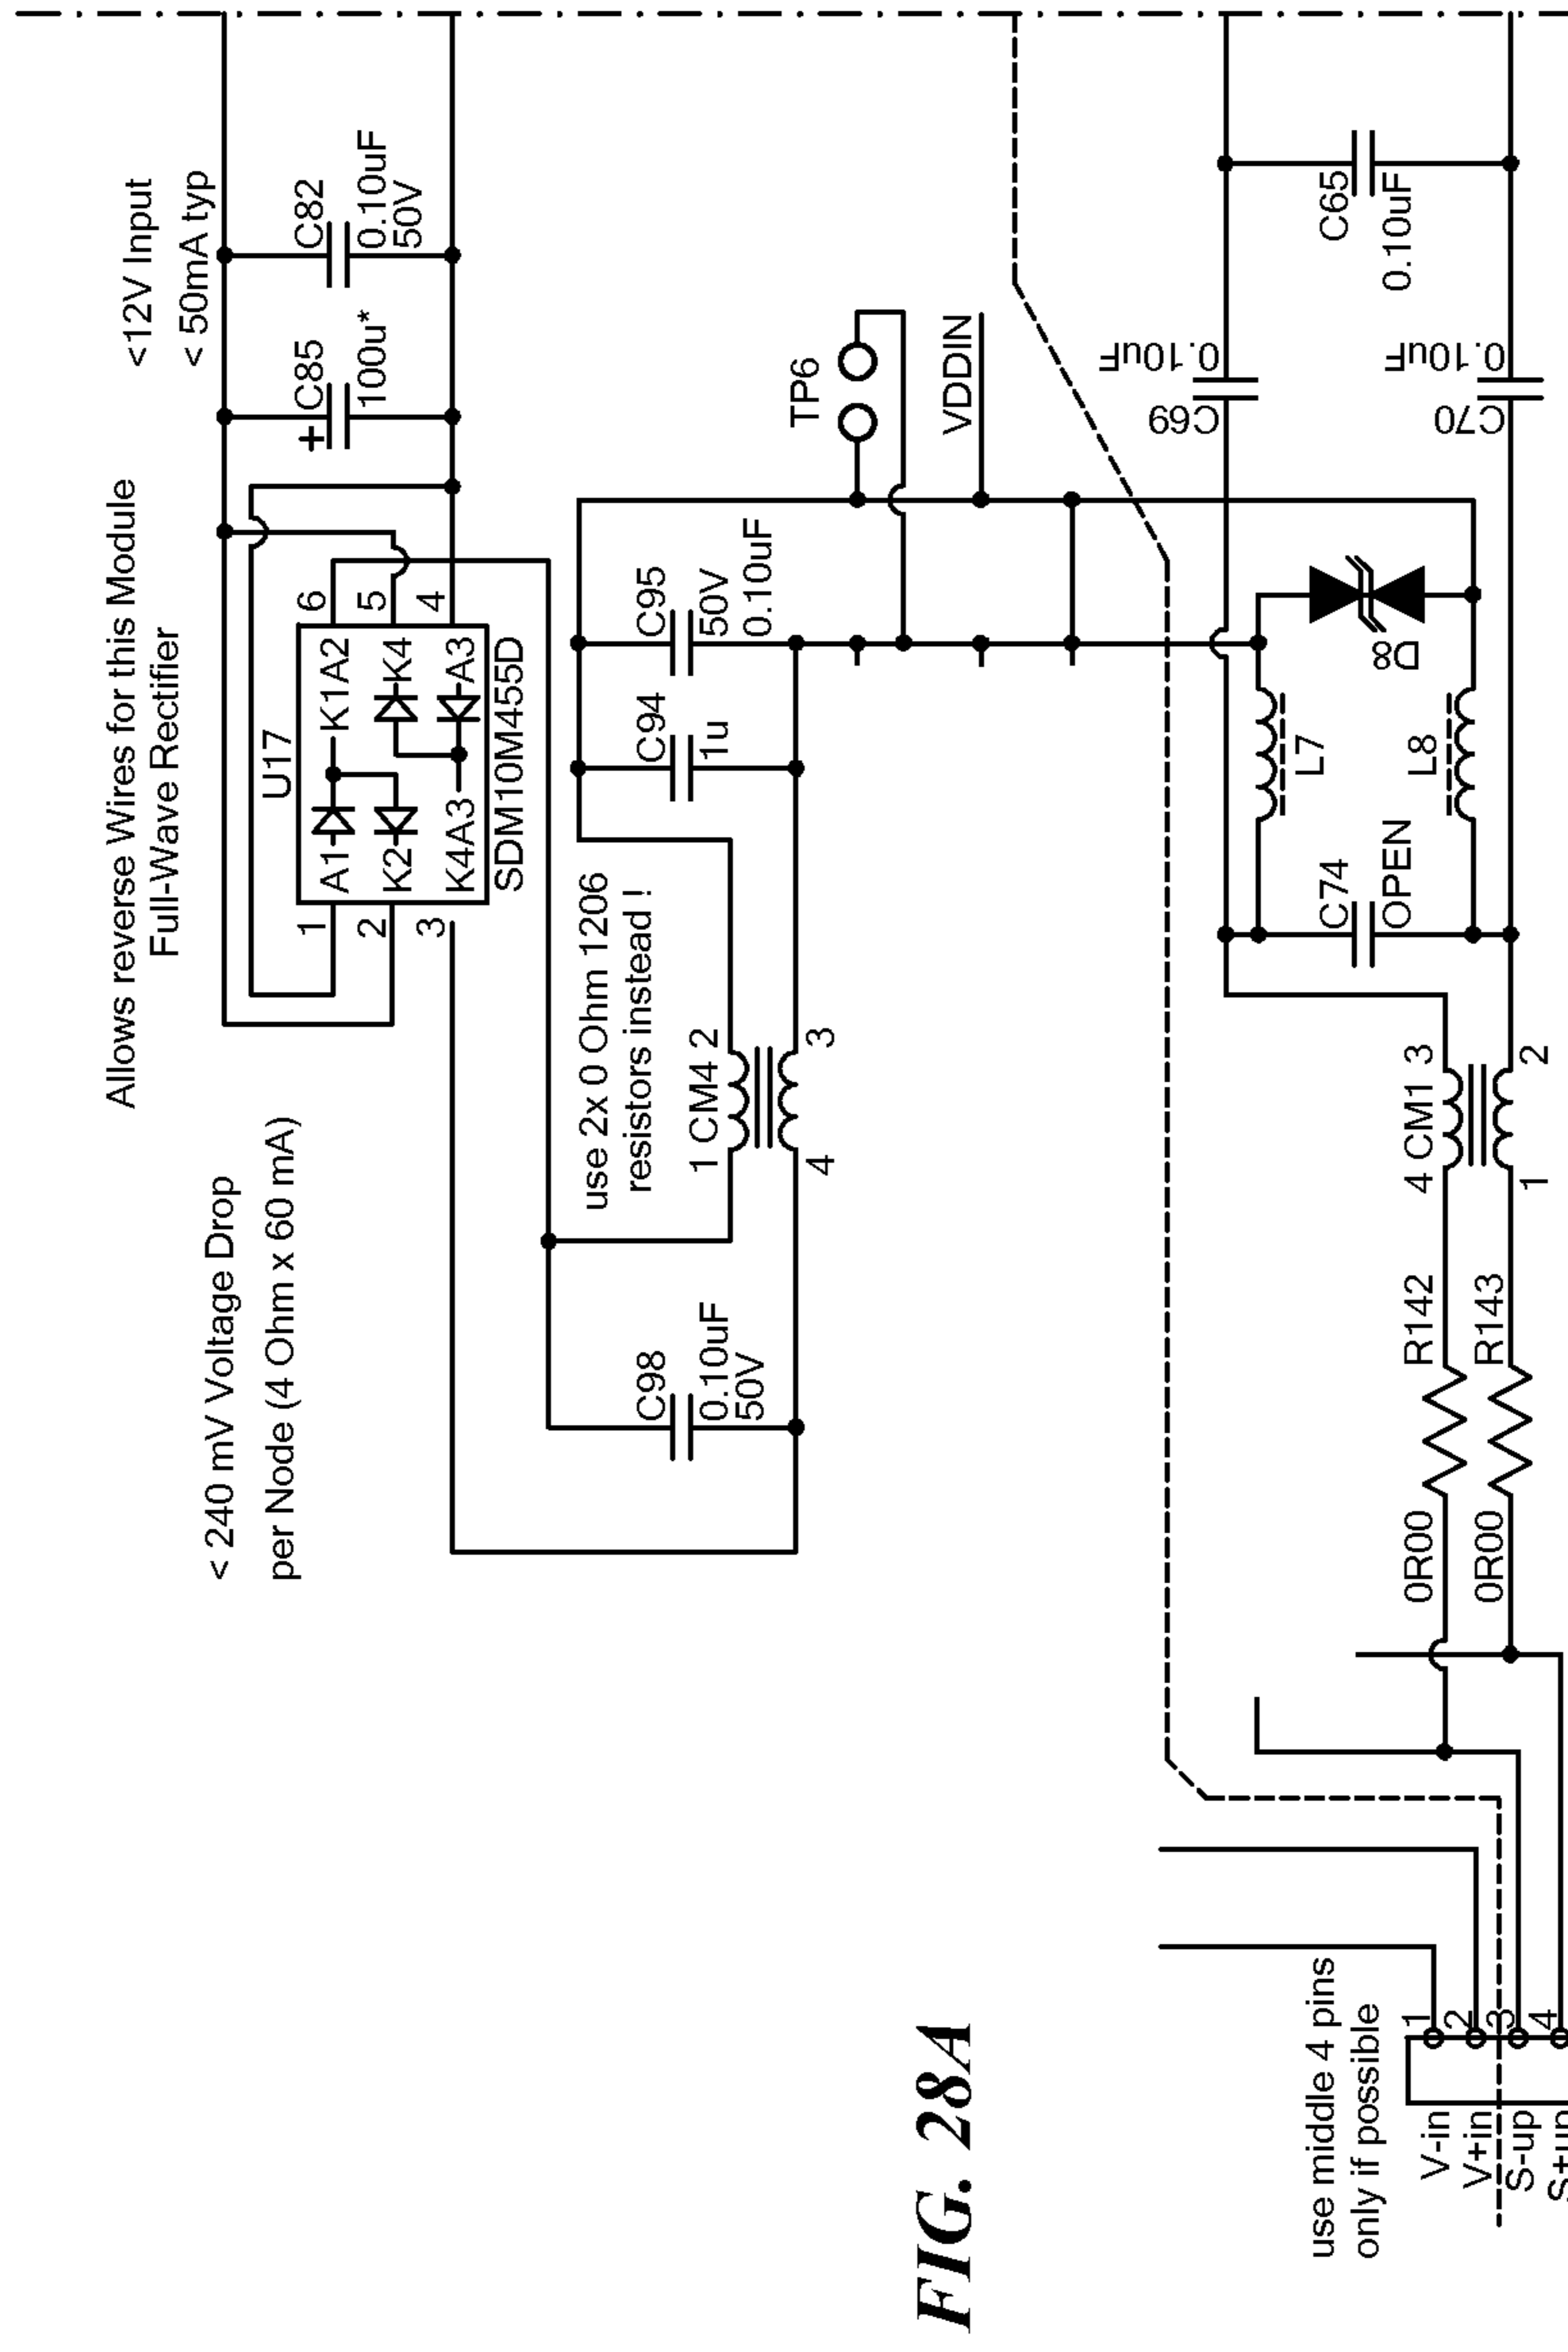 Allows reverse Wires for this Module
Full-Wave Rectifier
<12V Input
< 50mA typ
< 240 mV Voltage Drop
per Node (4 Ohm x 60 mA)
U17
1
2
3
A1
K2
K4A3
K1A2
K4
A3
6
5
4
SDM10M455D
+
C85
100u*
C82
0.10uF
50V
use 2x 0 Ohm 1206
resistors instead !
C98
0.10uF
50V
1 CM4 2
4
3
C94
1u
C95
50V
0.10uF
TP6
VDDIN
C69
0.10uF
C70
0.10uF
C65
0.10uF
D8
L7
L8
C74
OPEN
4 CM1 3
1
2
R142
0R00
R143
0R00
use middle 4 pins
only if possible
V-in
V+in
S-up
S+up
1
2
3
4
FIG. 28A